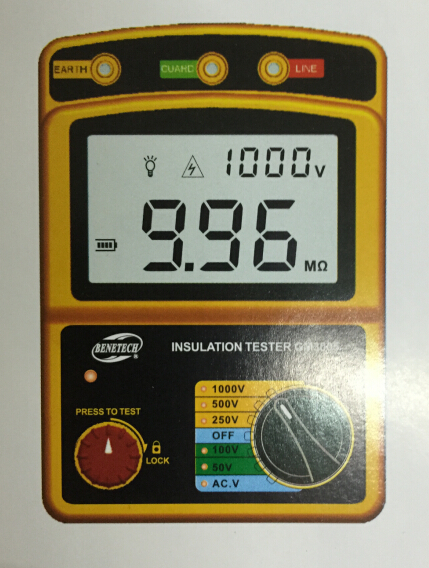 EARTH GUARD LINE
1000V
9.96 MΩ
BENETECH ®
INSULATION TESTER
PRESS TO TEST
LOCK
1000V
500V
250V
OFF
100V
50V
AC.V